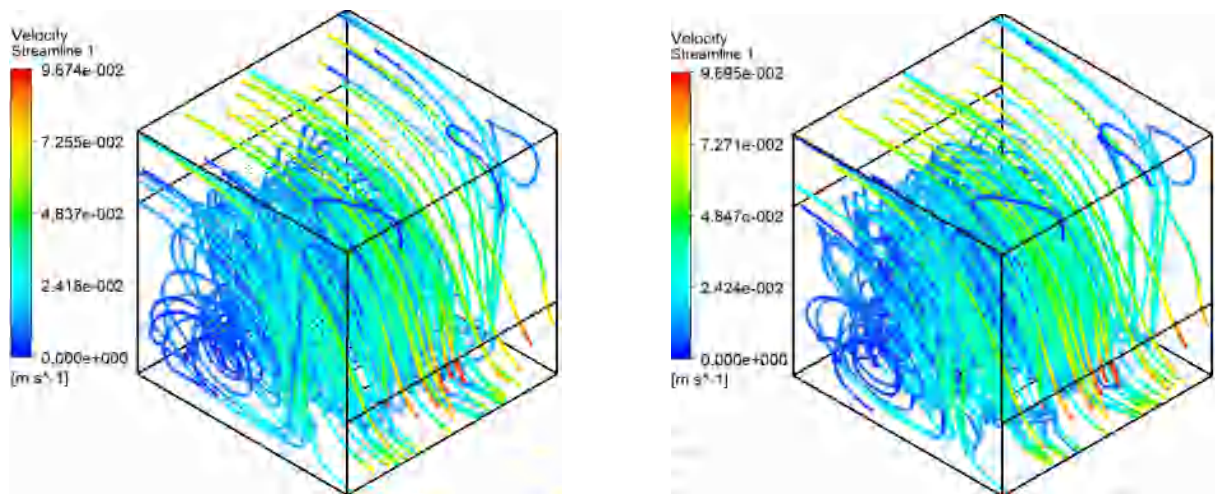 Velocity
Streamline 1
9.674e-002
7.255e-002
4.837e-002
2.418e-002
0.000e+000
[m s^-1]
Velocity
Streamline 1
9.695e-002
7.271e-002
4.847e-002
2.424e-002
0.000e+000
[m s^-1]